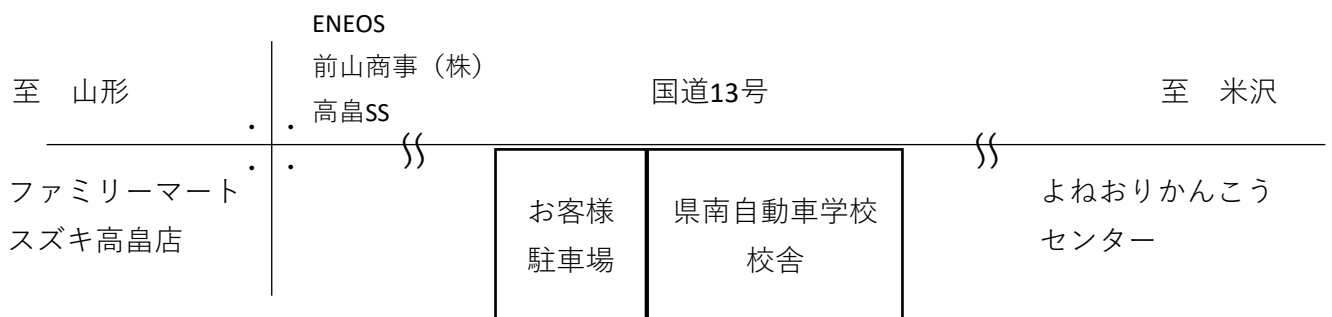 ENEOS
前山商事（株）
高畠SS
至　山形
国道13号
至　米沢
ファミリーマート
スズキ高畠店
お客様
駐車場
県南自動車学校
校舎
よねおりかんこう
センター